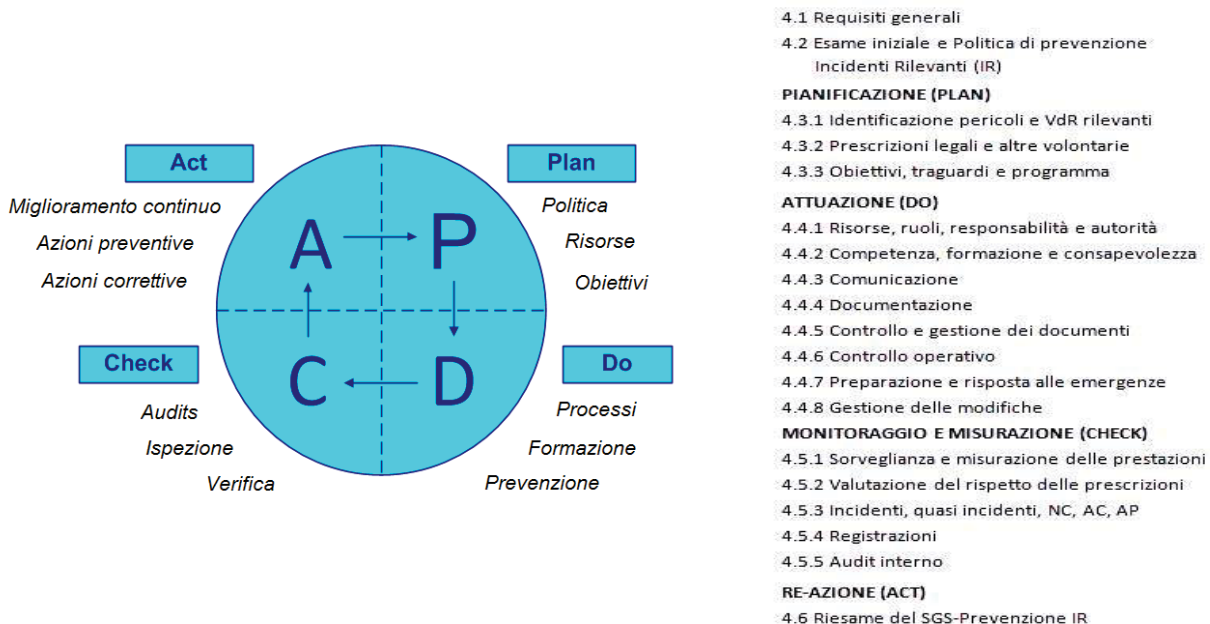 Act
Miglioramento continuo
Azioni preventive
Azioni correttive
Plan
Politica
Risorse
Obiettivi
A
P
C
D
Check
Audits
Ispezione
Verifica
Do
Processi
Formazione
Prevenzione
4.1 Requisiti generali
4.2 Esame iniziale e Politica di prevenzione
Incidenti Rilevanti (IR)
PIANIFICAZIONE (PLAN)
4.3.1 Identificazione pericoli e VdR rilevanti
4.3.2 Prescrizioni legali e altre volontarie
4.3.3 Obiettivi, traguardi e programma
ATTUAZIONE (DO)
4.4.1 Risorse, ruoli, responsabilità e autorità
4.4.2 Competenza, formazione e consapevolezza
4.4.3 Comunicazione
4.4.4 Documentazione
4.4.5 Controllo e gestione dei documenti
4.4.6 Controllo operativo
4.4.7 Preparazione e risposta alle emergenze
4.4.8 Gestione delle modifiche
MONITORAGGIO E MISURAZIONE (CHECK)
4.5.1 Sorveglianza e misurazione delle prestazioni
4.5.2 Valutazione del rispetto delle prescrizioni
4.5.3 Incidenti, quasi incidenti, NC, AC, AP
4.5.4 Registrazioni
4.5.5 Audit interno
RE-AZIONE (ACT)
4.6 Riesame del SGS-Prevenzione IR